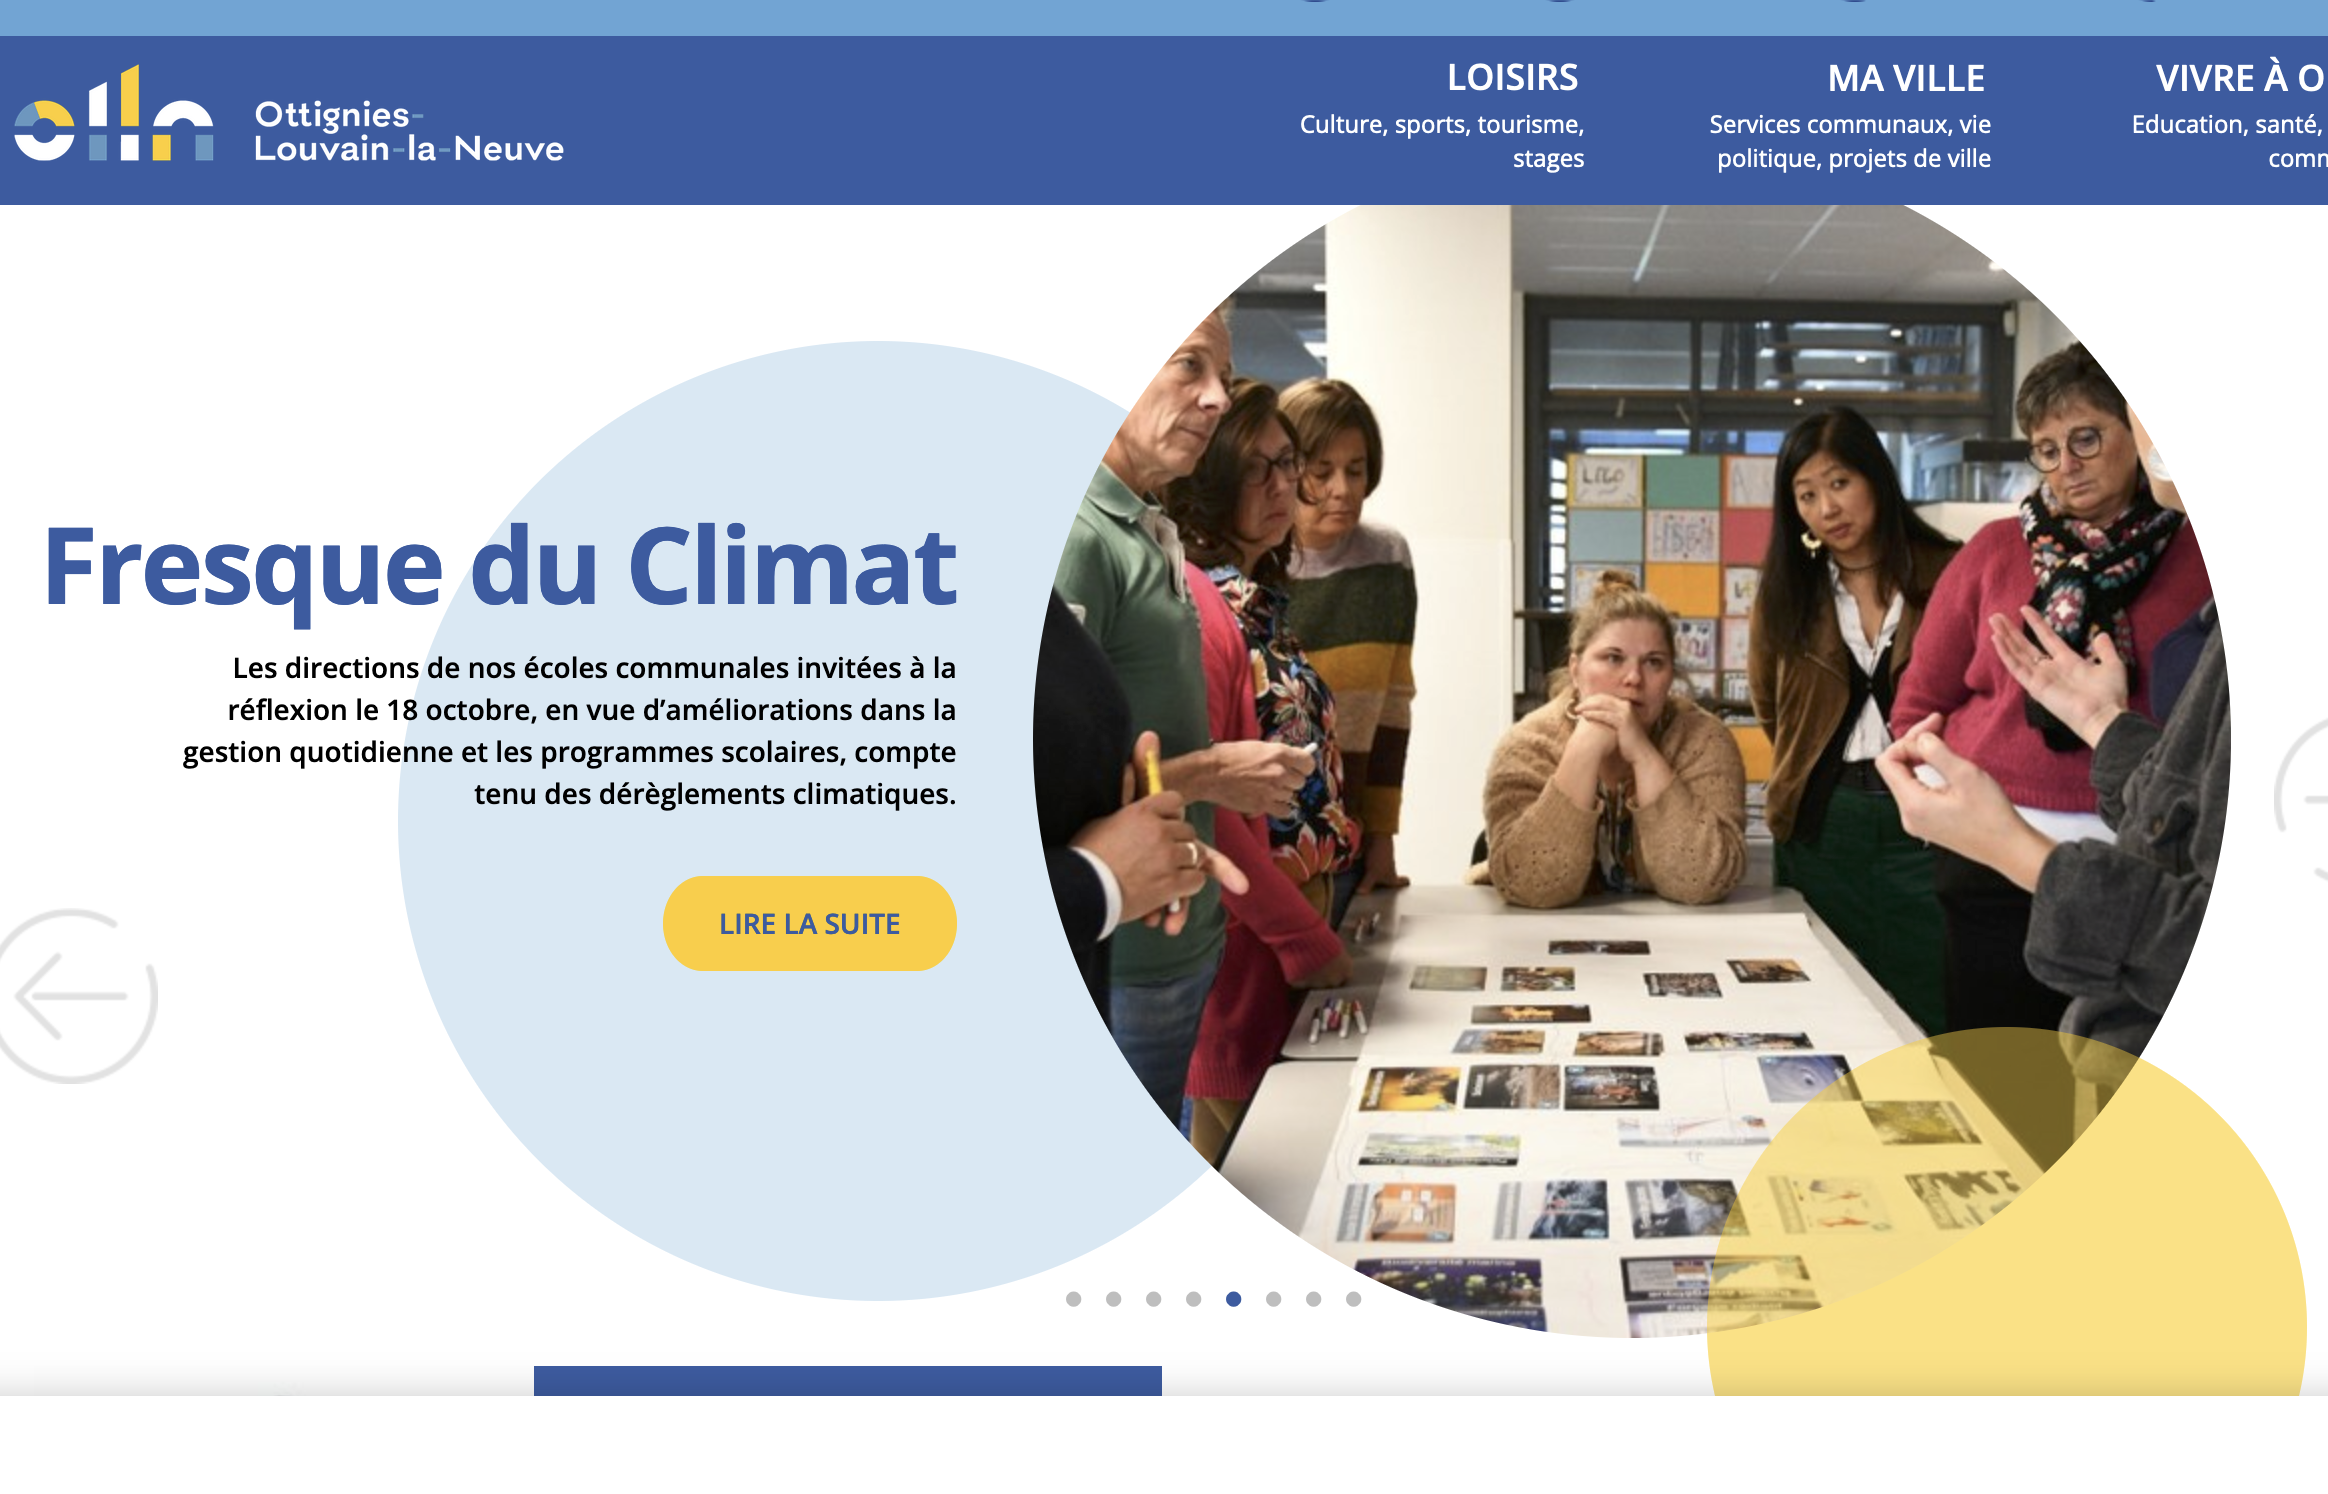 Ottignies-
Louvain-la-Neuve
LOISIRS
Culture, sports, tourisme,
stages
MA VILLE
Services communaux, vie
politique, projets de ville
VIVRE À O
Education, santé,
comm
Fresque du Climat
Les directions de nos écoles communales invitées à la
réflexion le 18 octobre, en vue d’améliorations dans la
gestion quotidienne et les programmes scolaires, compte
tenu des dérèglements climatiques.
LIRE LA SUITE
LEGO